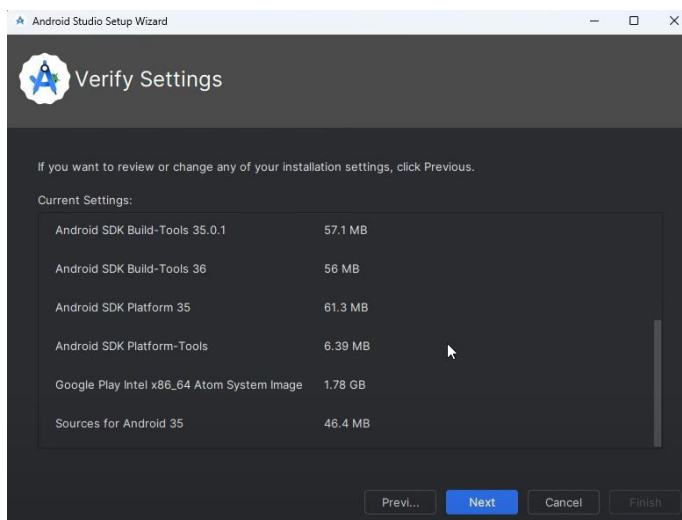 Android Studio Setup Wizard
Verify Settings
If you want to review or change any of your installation settings, click Previous.
Current Settings:
Android SDK Build-Tools 35.0.1 57.1 MB
Android SDK Build-Tools 36 56 MB
Android SDK Platform 35 61.3 MB
Android SDK Platform-Tools 6.39 MB
Google Play Intel x86_64 Atom System Image 1.78 GB
Sources for Android 35 46.4 MB
Previ... Next Cancel Finish